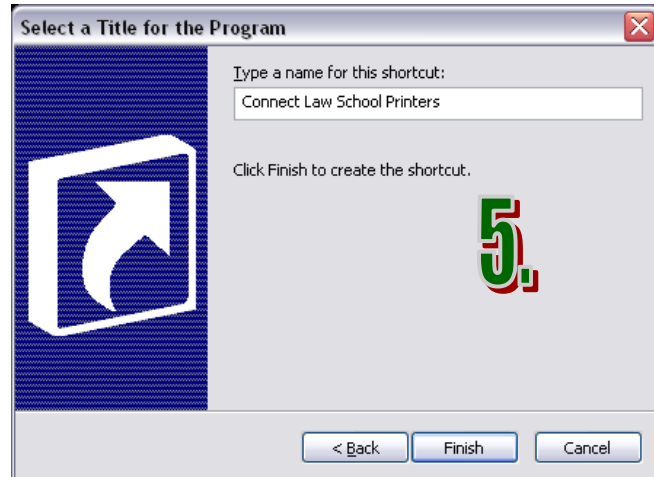 Select a Title for the Program
Type a name for this shortcut:
Connect Law School Printers
Click Finish to create the shortcut.
5.
< Back Finish Cancel